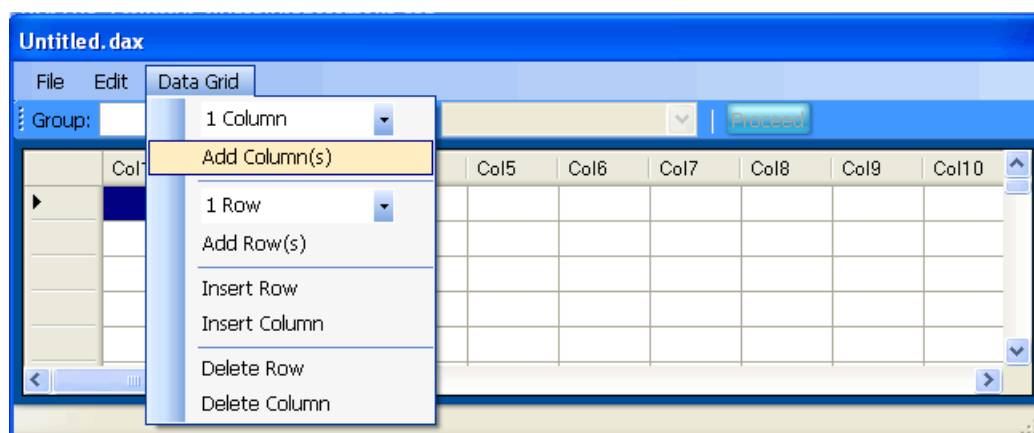 Untitled.dax
File Edit Data Grid
Group: Proceed
1 Column
Add Column(s)
Col Col5 Col6 Col7 Col8 Col9 Col10
1 Row
Add Row(s)
Insert Row
Insert Column
Delete Row
Delete Column